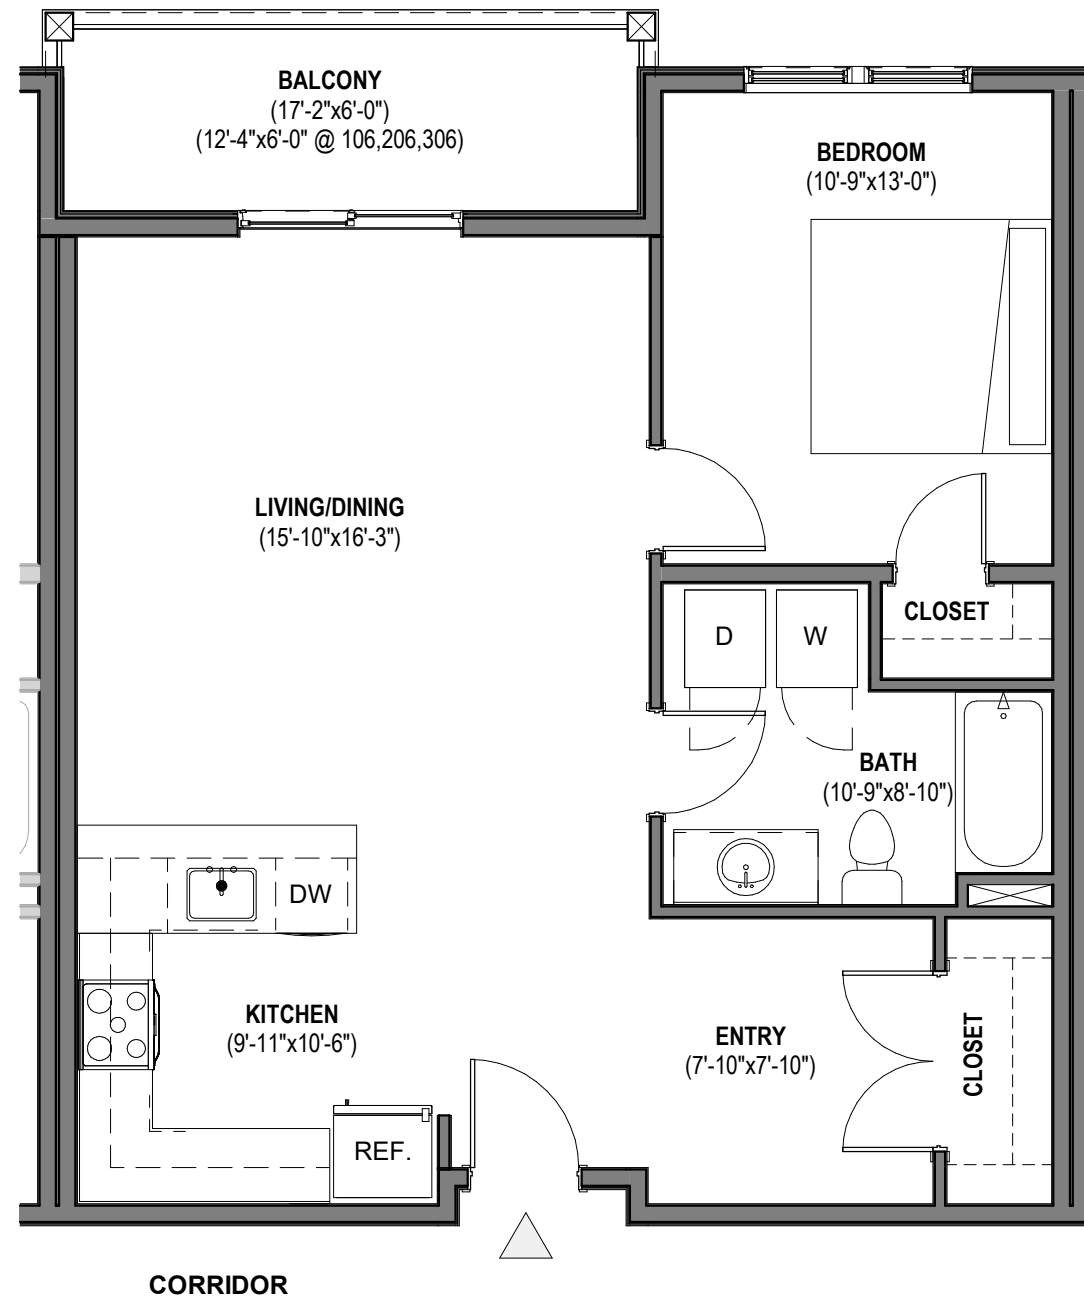 BALCONY
(17'-2"x6'-0")
(12'-4"x6'-0" @ 106,206,306)
BEDROOM
(10'-9"x13'-0")
LIVING/DINING
(15'-10"x16'-3")
CLOSET
D
W
BATH
(10'-9"x8'-10")
DW
KITCHEN
(9'-11"x10'-6")
ENTRY
(7'-10"x7'-10")
CLOSET
REF.
CORRIDOR